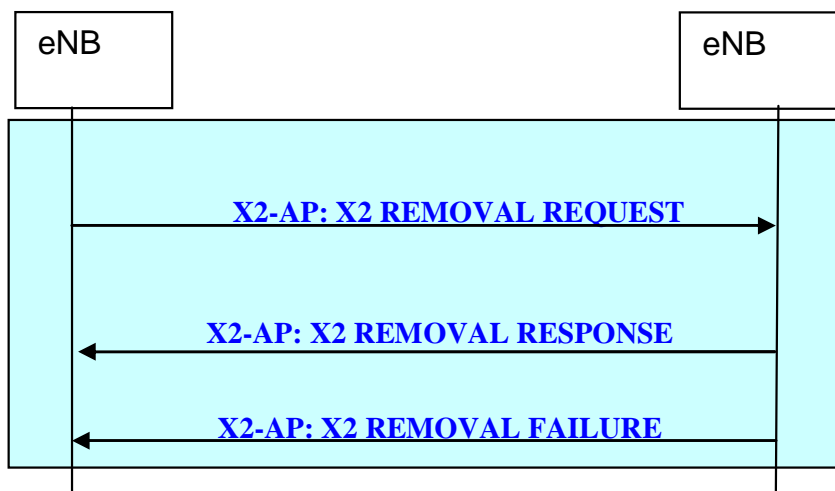 eNB
eNB
X2-AP: X2 REMOVAL REQUEST
X2-AP: X2 REMOVAL RESPONSE
X2-AP: X2 REMOVAL FAILURE